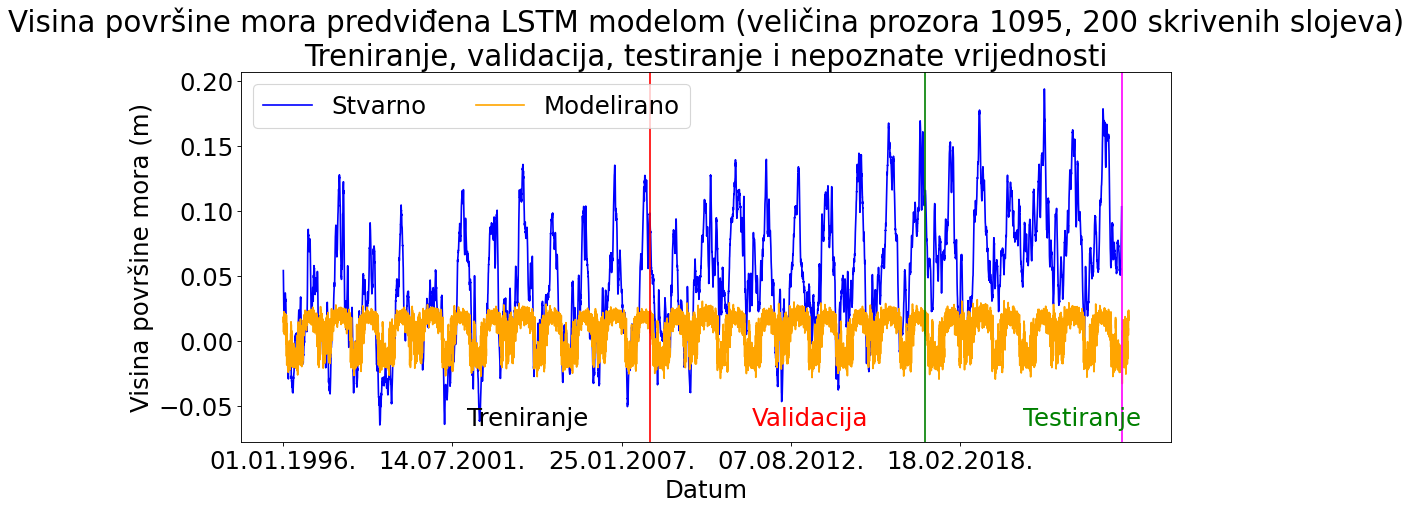 Visina površine mora predviđena LSTM modelom (veličina prozora 1095, 200 skrivenih slojeva)
Treniranje, validacija, testiranje i nepoznate vrijednosti
Stvarno Modelirano
Visina površine mora (m)
0.20
0.15
0.10
0.05
0.00
−0.05
Treniranje Validacija Testiranje
01.01.1996. 14.07.2001. 25.01.2007. 07.08.2012. 18.02.2018.
Datum